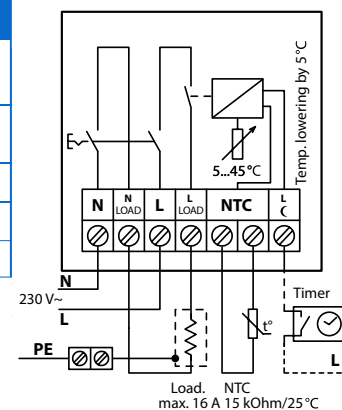 Temp. lowering by 5 °C
5...45 °C
N N LOAD L L LOAD NTC L ☾
N
230 V~
L
Timer
t°
PE
L
Load. NTC
max. 16 A 15 kOhm/25 °C